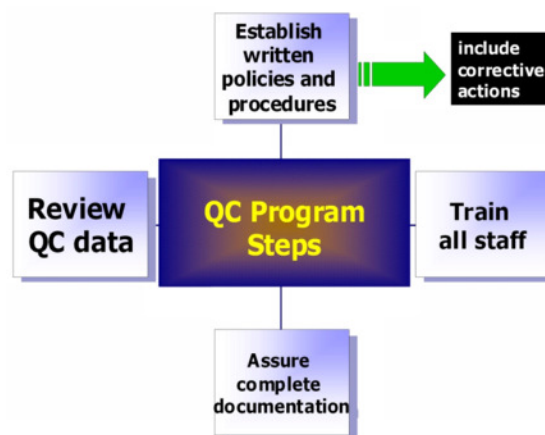 Establish
written
policies and
procedures
include
corrective
actions
Review
QC data
QC Program
Steps
Train
all staff
Assure
complete
documentation